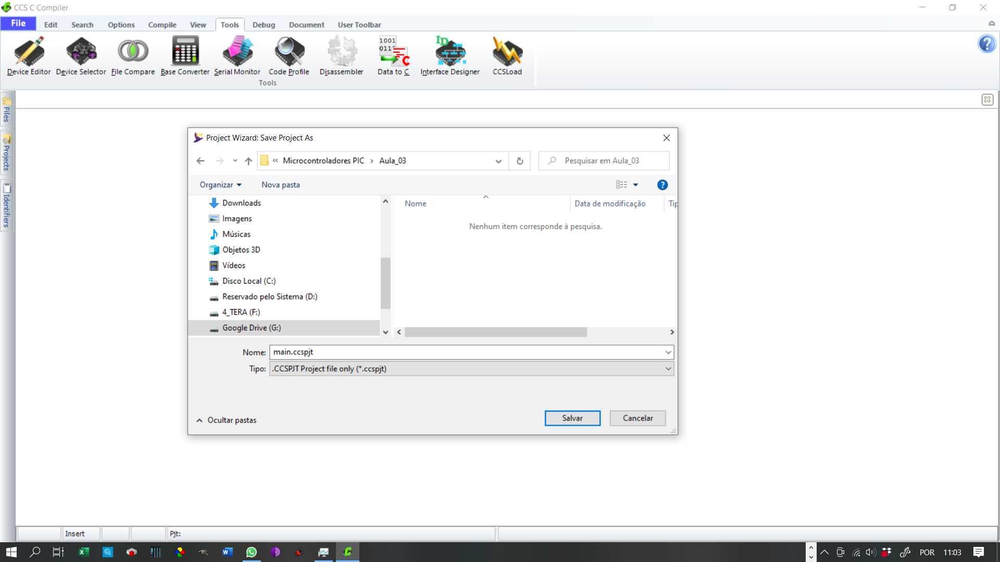 CCS C Compiler
File Edit Search Options Compile View Tools Debug Document User Toolbar
1001
011
C
ID
Device Editor Device Selector File Compare Base Converter Serial Monitor Code Profile Disassembler Data to C Interface Designer CCSLoad
Tools
Files
Projects
Identifiers
Project Wizard: Save Project As
« Microcontroladores PIC › Aula_03
Pesquisar em Aula_03
Organizar Nova pasta
Nome Data de modificação Tip
Nenhum item corresponde à pesquisa.
Downloads
Imagens
Músicas
Objetos 3D
Vídeos
Disco Local (C:)
Reservado pelo Sistema (D:)
4_TERA (F:)
Google Drive (G:)
Nome: main.ccspjt
Tipo: .CCSPJT Project file only (*.ccspjt)
Ocultar pastas
Salvar Cancelar
Insert Pjt:
POR 11:03